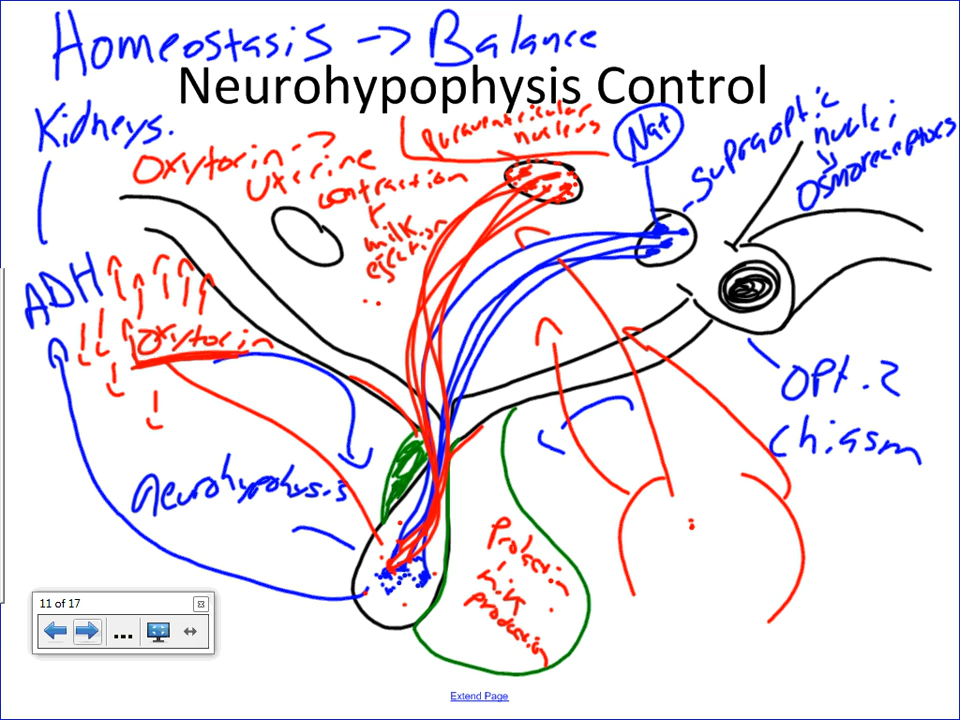 Homeostasis -> Balance
Neurohypophysis Control
Kidneys.
Oxytocin ->
uterine
contraction
+
milk
ejection
Paraventricular
nucleus
Na+
supraoptic
nuclei
Osmoreceptors
ADH
Oxytocin
Opt.2
chiasm
Neurohypophysis
Prolactin
milk
production
11 of 17
...
Extend Page